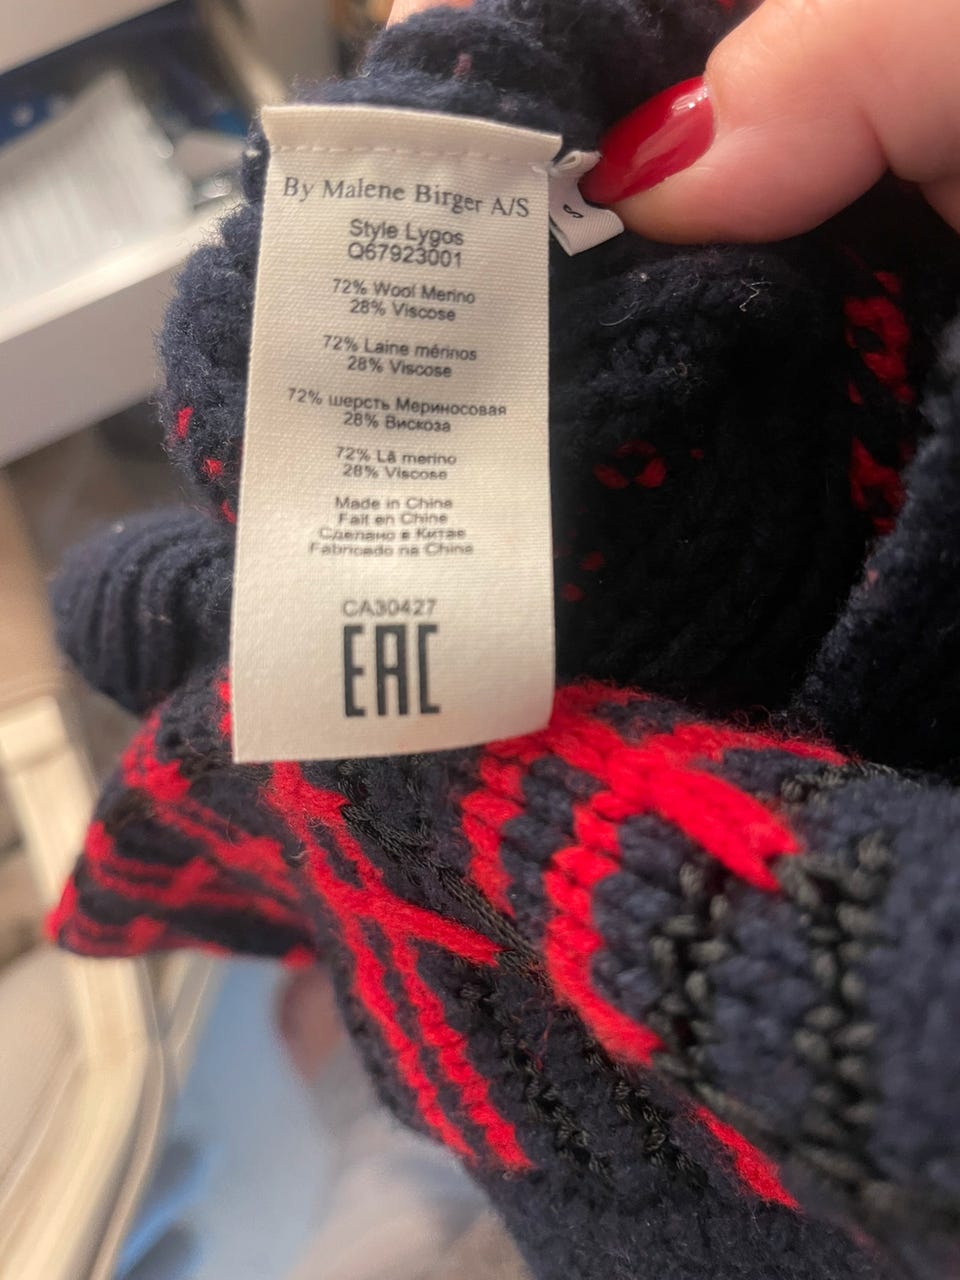 By Malene Birger A/S
Style Lygos
Q67923001
72% Wool Merino
28% Viscose
72% Laine mérinos
28% Viscose
72% шерсть Мериносовая
28% Вискоза
72% Lã merino
28% Viscose
Made in China
Fait en Chine
Сделано в Китае
Fabricado na China
CA30427
EAC
S